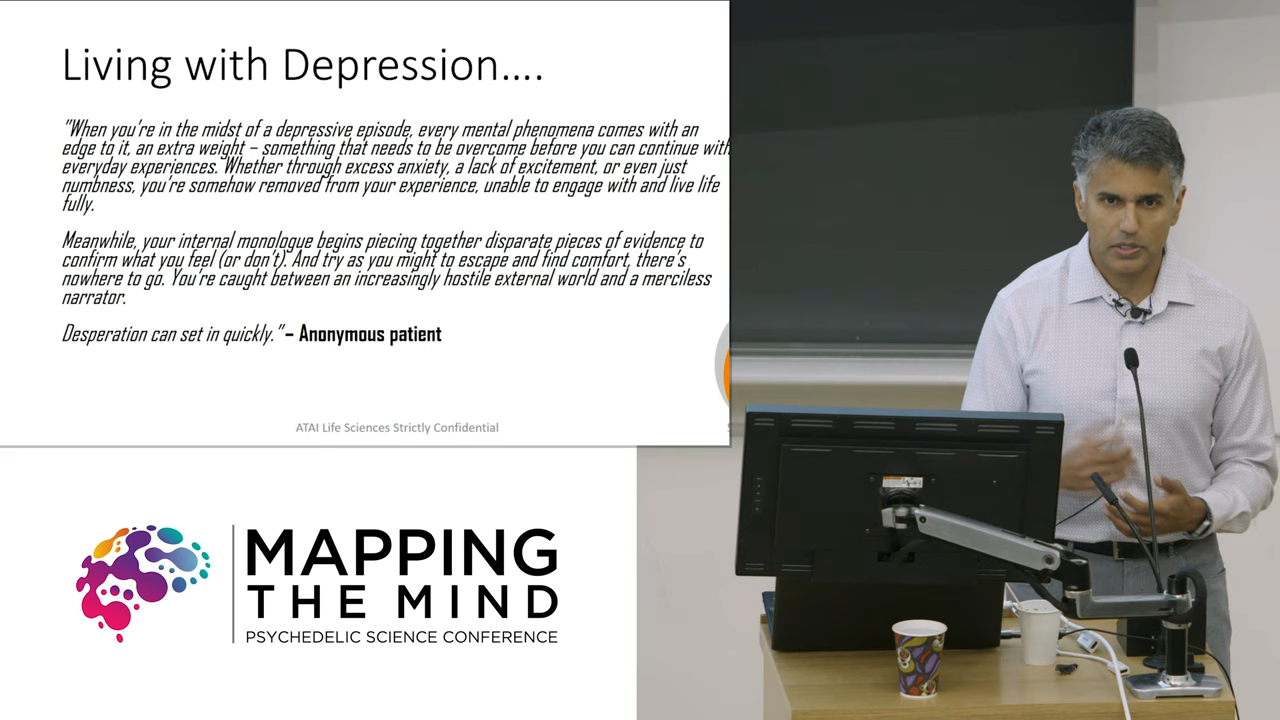 Living with Depression....
"When you're in the midst of a depressive episode, every mental phenomena comes with an
edge to it, an extra weight – something that needs to be overcome before you can continue with
everyday experiences. Whether through excess anxiety, a lack of excitement, or even just
numbness, you're somehow removed from your experience, unable to engage with and live life
fully.
Meanwhile, your internal monologue begins piecing together disparate pieces of evidence to
confirm what you feel (or don't). And try as you might to escape and find comfort, there's
nowhere to go. You're caught between an increasingly hostile external world and a merciless
narrator.
Desperation can set in quickly." – Anonymous patient
ATAI Life Sciences Strictly Confidential
MAPPING
THE MIND
PSYCHEDELIC SCIENCE CONFERENCE